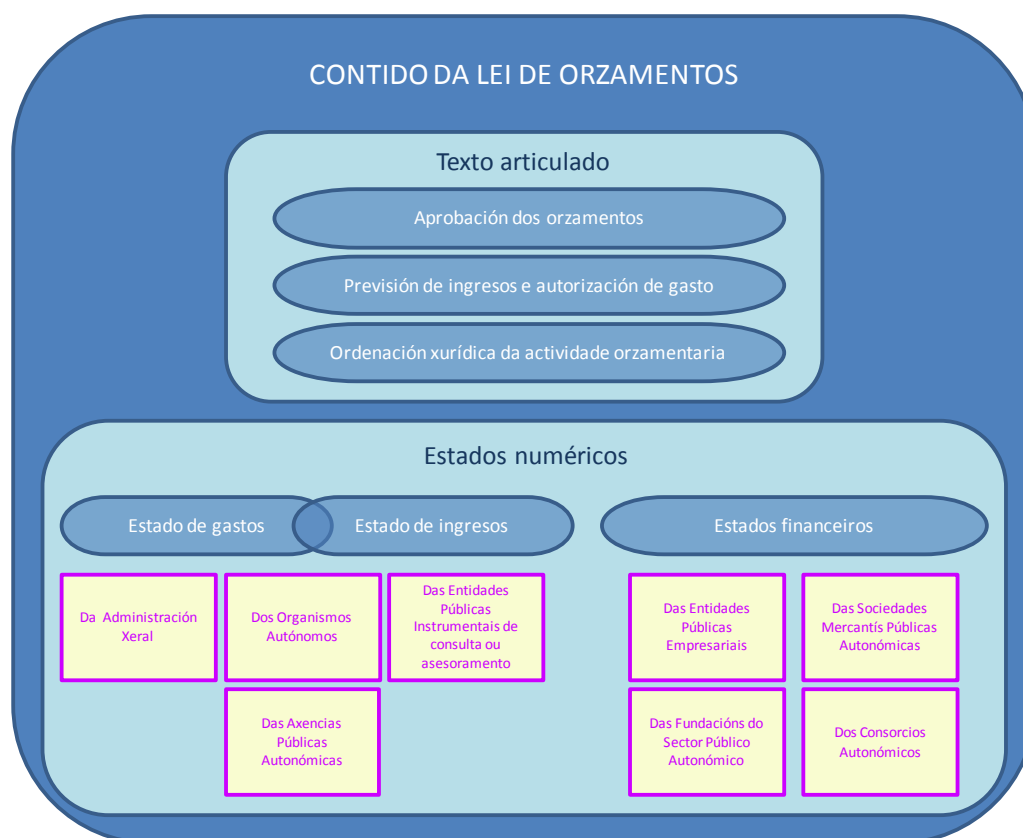 CONTIDO DA LEI DE ORZAMENTOS
Texto articulado
Aprobación dos orzamentos
Previsión de ingresos e autorización de gasto
Ordenación xurídica da actividade orzamentaria
Estados numéricos
Estado de gastos
Estado de ingresos
Estados financeiros
Da Administración
Xeral
Dos Organismos
Autónomos
Das Entidades
Públicas
Instrumentais de
consulta ou
asesoramento
Das Axencias
Públicas
Autonómicas
Das Entidades
Públicas
Empresariais
Das Sociedades
Mercantís Públicas
Autonómicas
Das Fundacións do
Sector Público
Autonómico
Dos Consorcios
Autonómicos